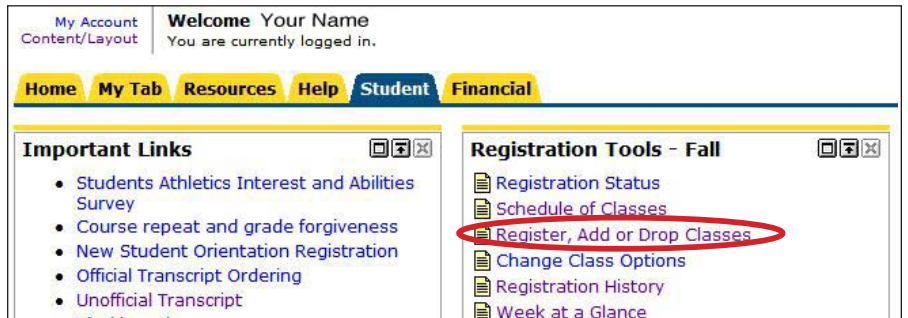 My Account
Content/Layout
Welcome Your Name
You are currently logged in.
Home My Tab Resources Help Student Financial
Important Links
Students Athletics Interest and Abilities
Survey
Course repeat and grade forgiveness
New Student Orientation Registration
Official Transcript Ordering
Unofficial Transcript
Registration Tools - Fall
Registration Status
Schedule of Classes
Register, Add or Drop Classes
Change Class Options
Registration History
Week at a Glance